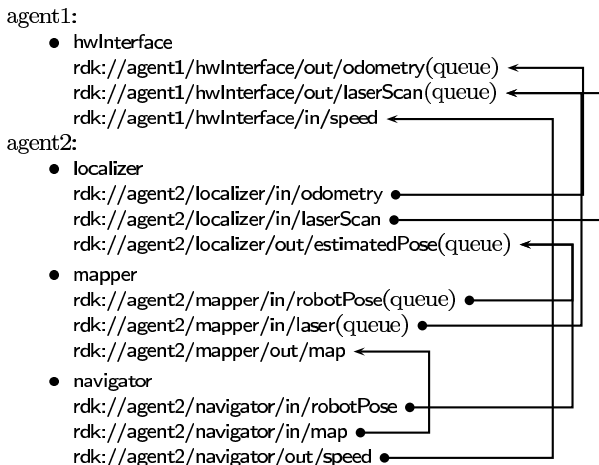 agent1:
● hwInterface
rdk://agent1/hwInterface/out/odometry(queue)
rdk://agent1/hwInterface/out/laserScan(queue)
rdk://agent1/hwInterface/in/speed
agent2:
● localizer
rdk://agent2/localizer/in/odometry
rdk://agent2/localizer/in/laserScan
rdk://agent2/localizer/out/estimatedPose(queue)
● mapper
rdk://agent2/mapper/in/robotPose(queue)
rdk://agent2/mapper/in/laser(queue)
rdk://agent2/mapper/out/map
● navigator
rdk://agent2/navigator/in/robotPose
rdk://agent2/navigator/in/map
rdk://agent2/navigator/out/speed